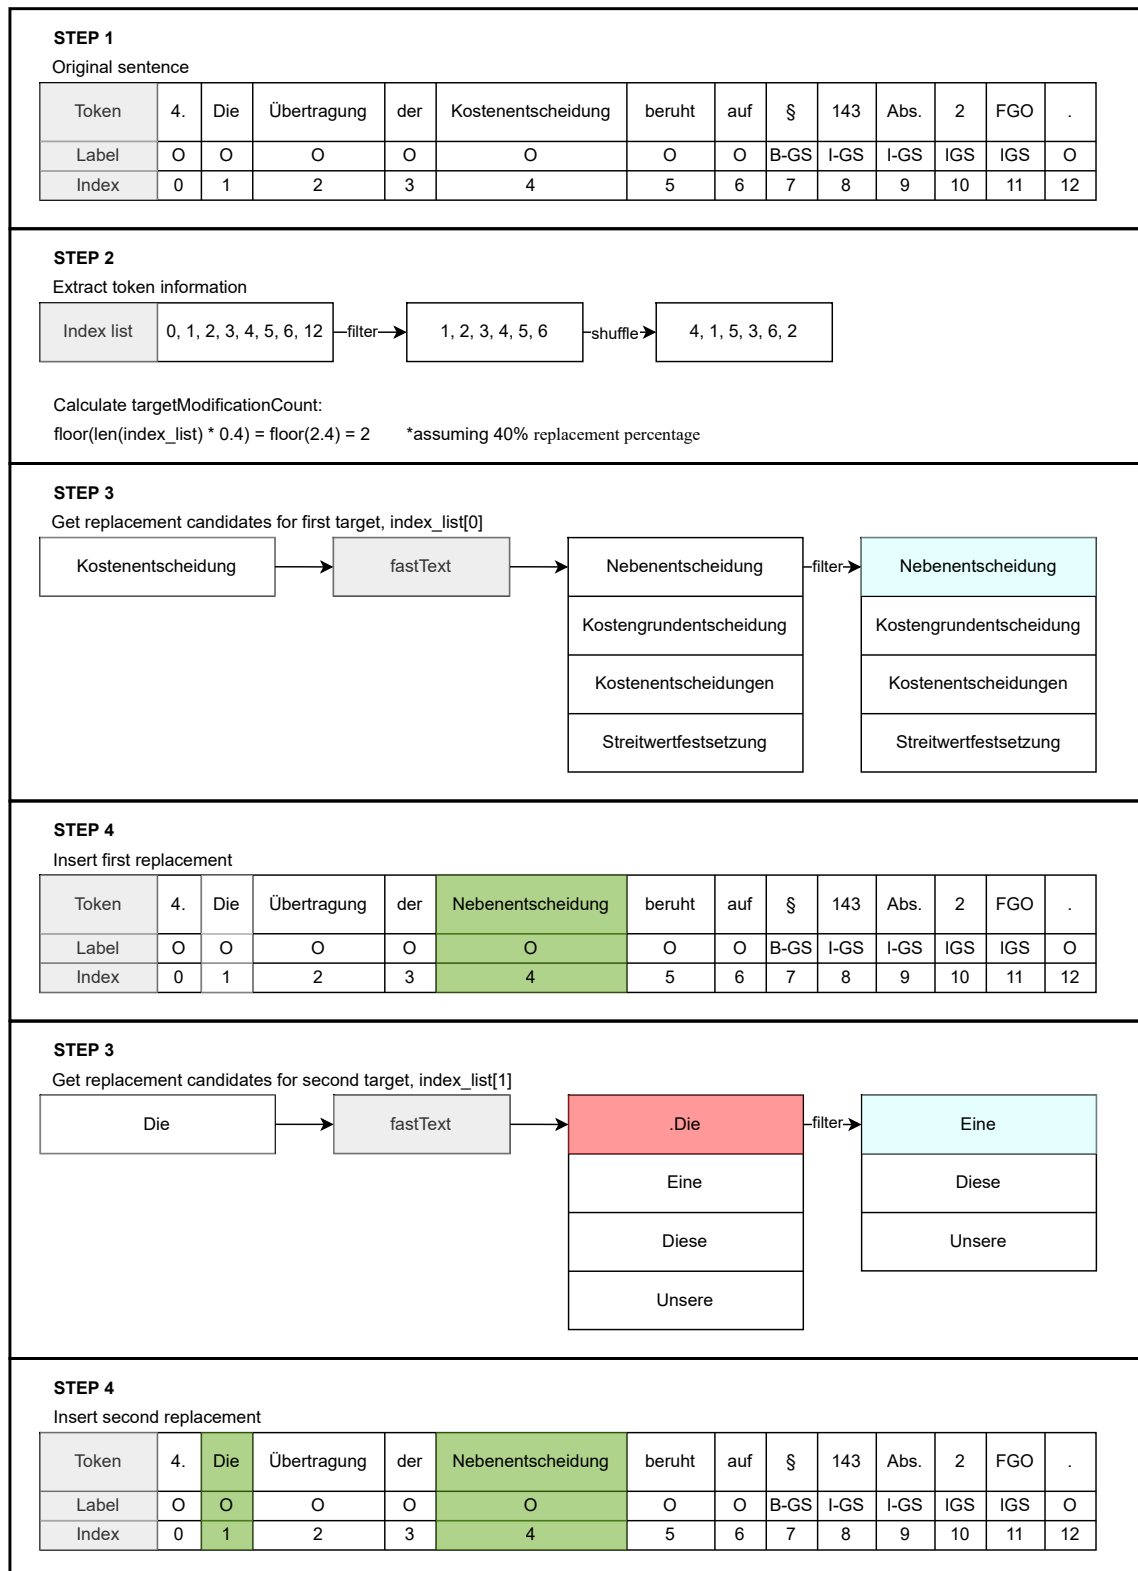 STEP 1
Original sentence
Token 4. Die Übertragung der Kostenentscheidung beruht auf § 143 Abs. 2 FGO .
Label O O O O O O O B-GS I-GS I-GS IGS IGS O
Index 0 1 2 3 4 5 6 7 8 9 10 11 12
STEP 2
Extract token information
Index list 0, 1, 2, 3, 4, 5, 6, 12 filter 1, 2, 3, 4, 5, 6 shuffle 4, 1, 5, 3, 6, 2
Calculate targetModificationCount:
floor(len(index_list) * 0.4) = floor(2.4) = 2 *assuming 40% replacement percentage
STEP 3
Get replacement candidates for first target, index_list[0]
Kostenentscheidung fastText Nebenentscheidung filter Nebenentscheidung
Kostengrundentscheidung Kostengrundentscheidung
Kostenentscheidungen Kostenentscheidungen
Streitwertfestsetzung Streitwertfestsetzung
STEP 4
Insert first replacement
Token 4. Die Übertragung der Nebenentscheidung beruht auf § 143 Abs. 2 FGO .
Label O O O O O O O B-GS I-GS I-GS IGS IGS O
Index 0 1 2 3 4 5 6 7 8 9 10 11 12
STEP 3
Get replacement candidates for second target, index_list[1]
Die fastText .Die filter Eine
Eine Diese
Diese Unsere
Unsere
STEP 4
Insert second replacement
Token 4. Die Übertragung der Nebenentscheidung beruht auf § 143 Abs. 2 FGO .
Label O O O O O O O B-GS I-GS I-GS IGS IGS O
Index 0 1 2 3 4 5 6 7 8 9 10 11 12